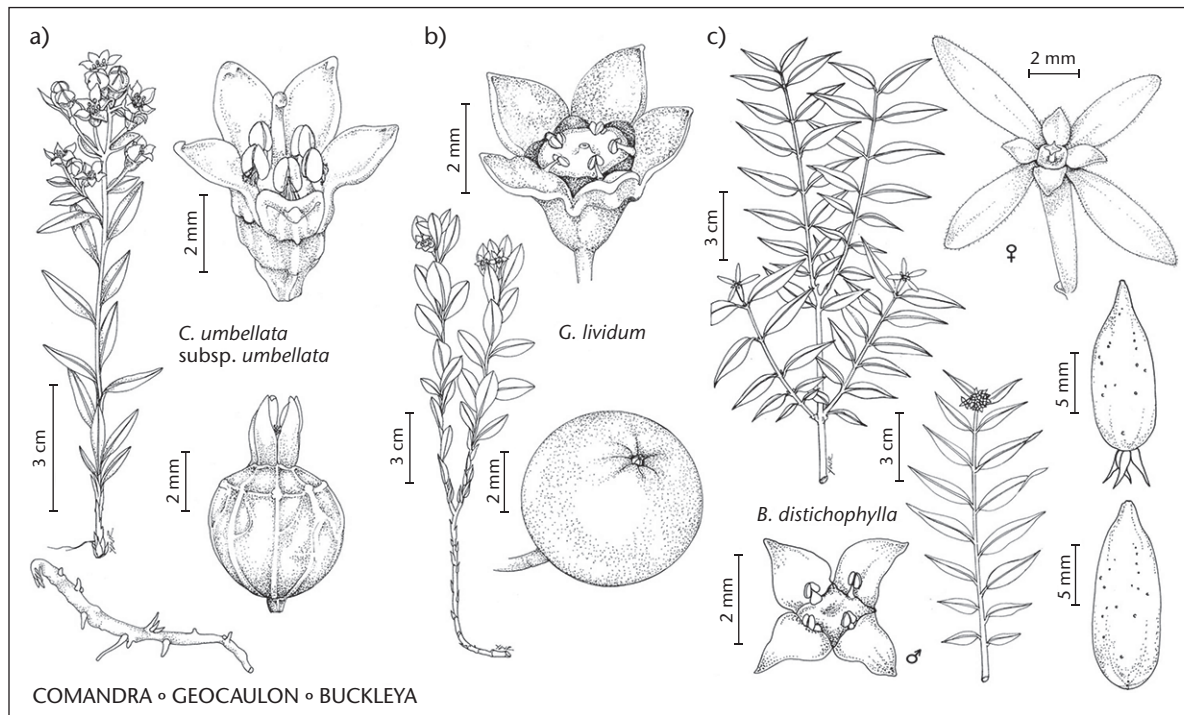 a)
b)
c)
2 mm
2 mm
2 mm
3 cm
♀
C. umbellata
subsp. umbellata
G. lividum
5 mm
3 cm
2 mm
3 cm
2 mm
3 cm
B. distichophylla
2 mm
5 mm
♂
COMANDRA ∘ GEOCAULON ∘ BUCKLEYA